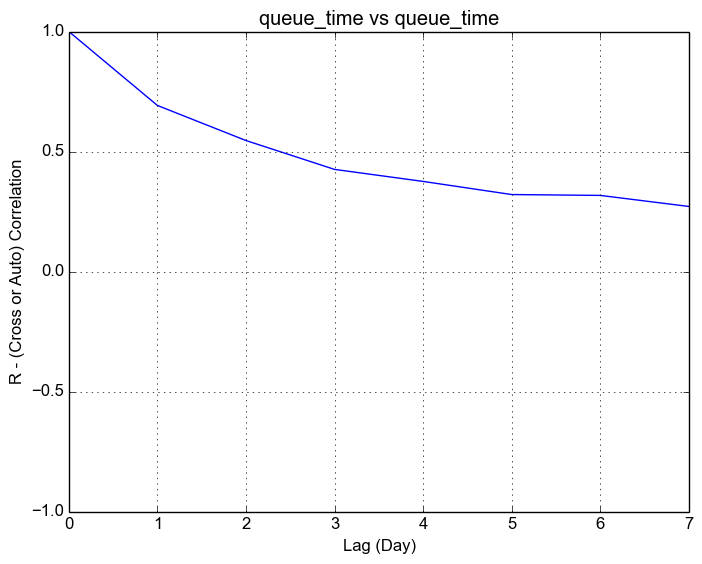 queue_time vs queue_time
R - (Cross or Auto) Correlation
1.0
0.5
0.0
−0.5
−1.0
0 1 2 3 4 5 6 7
Lag (Day)